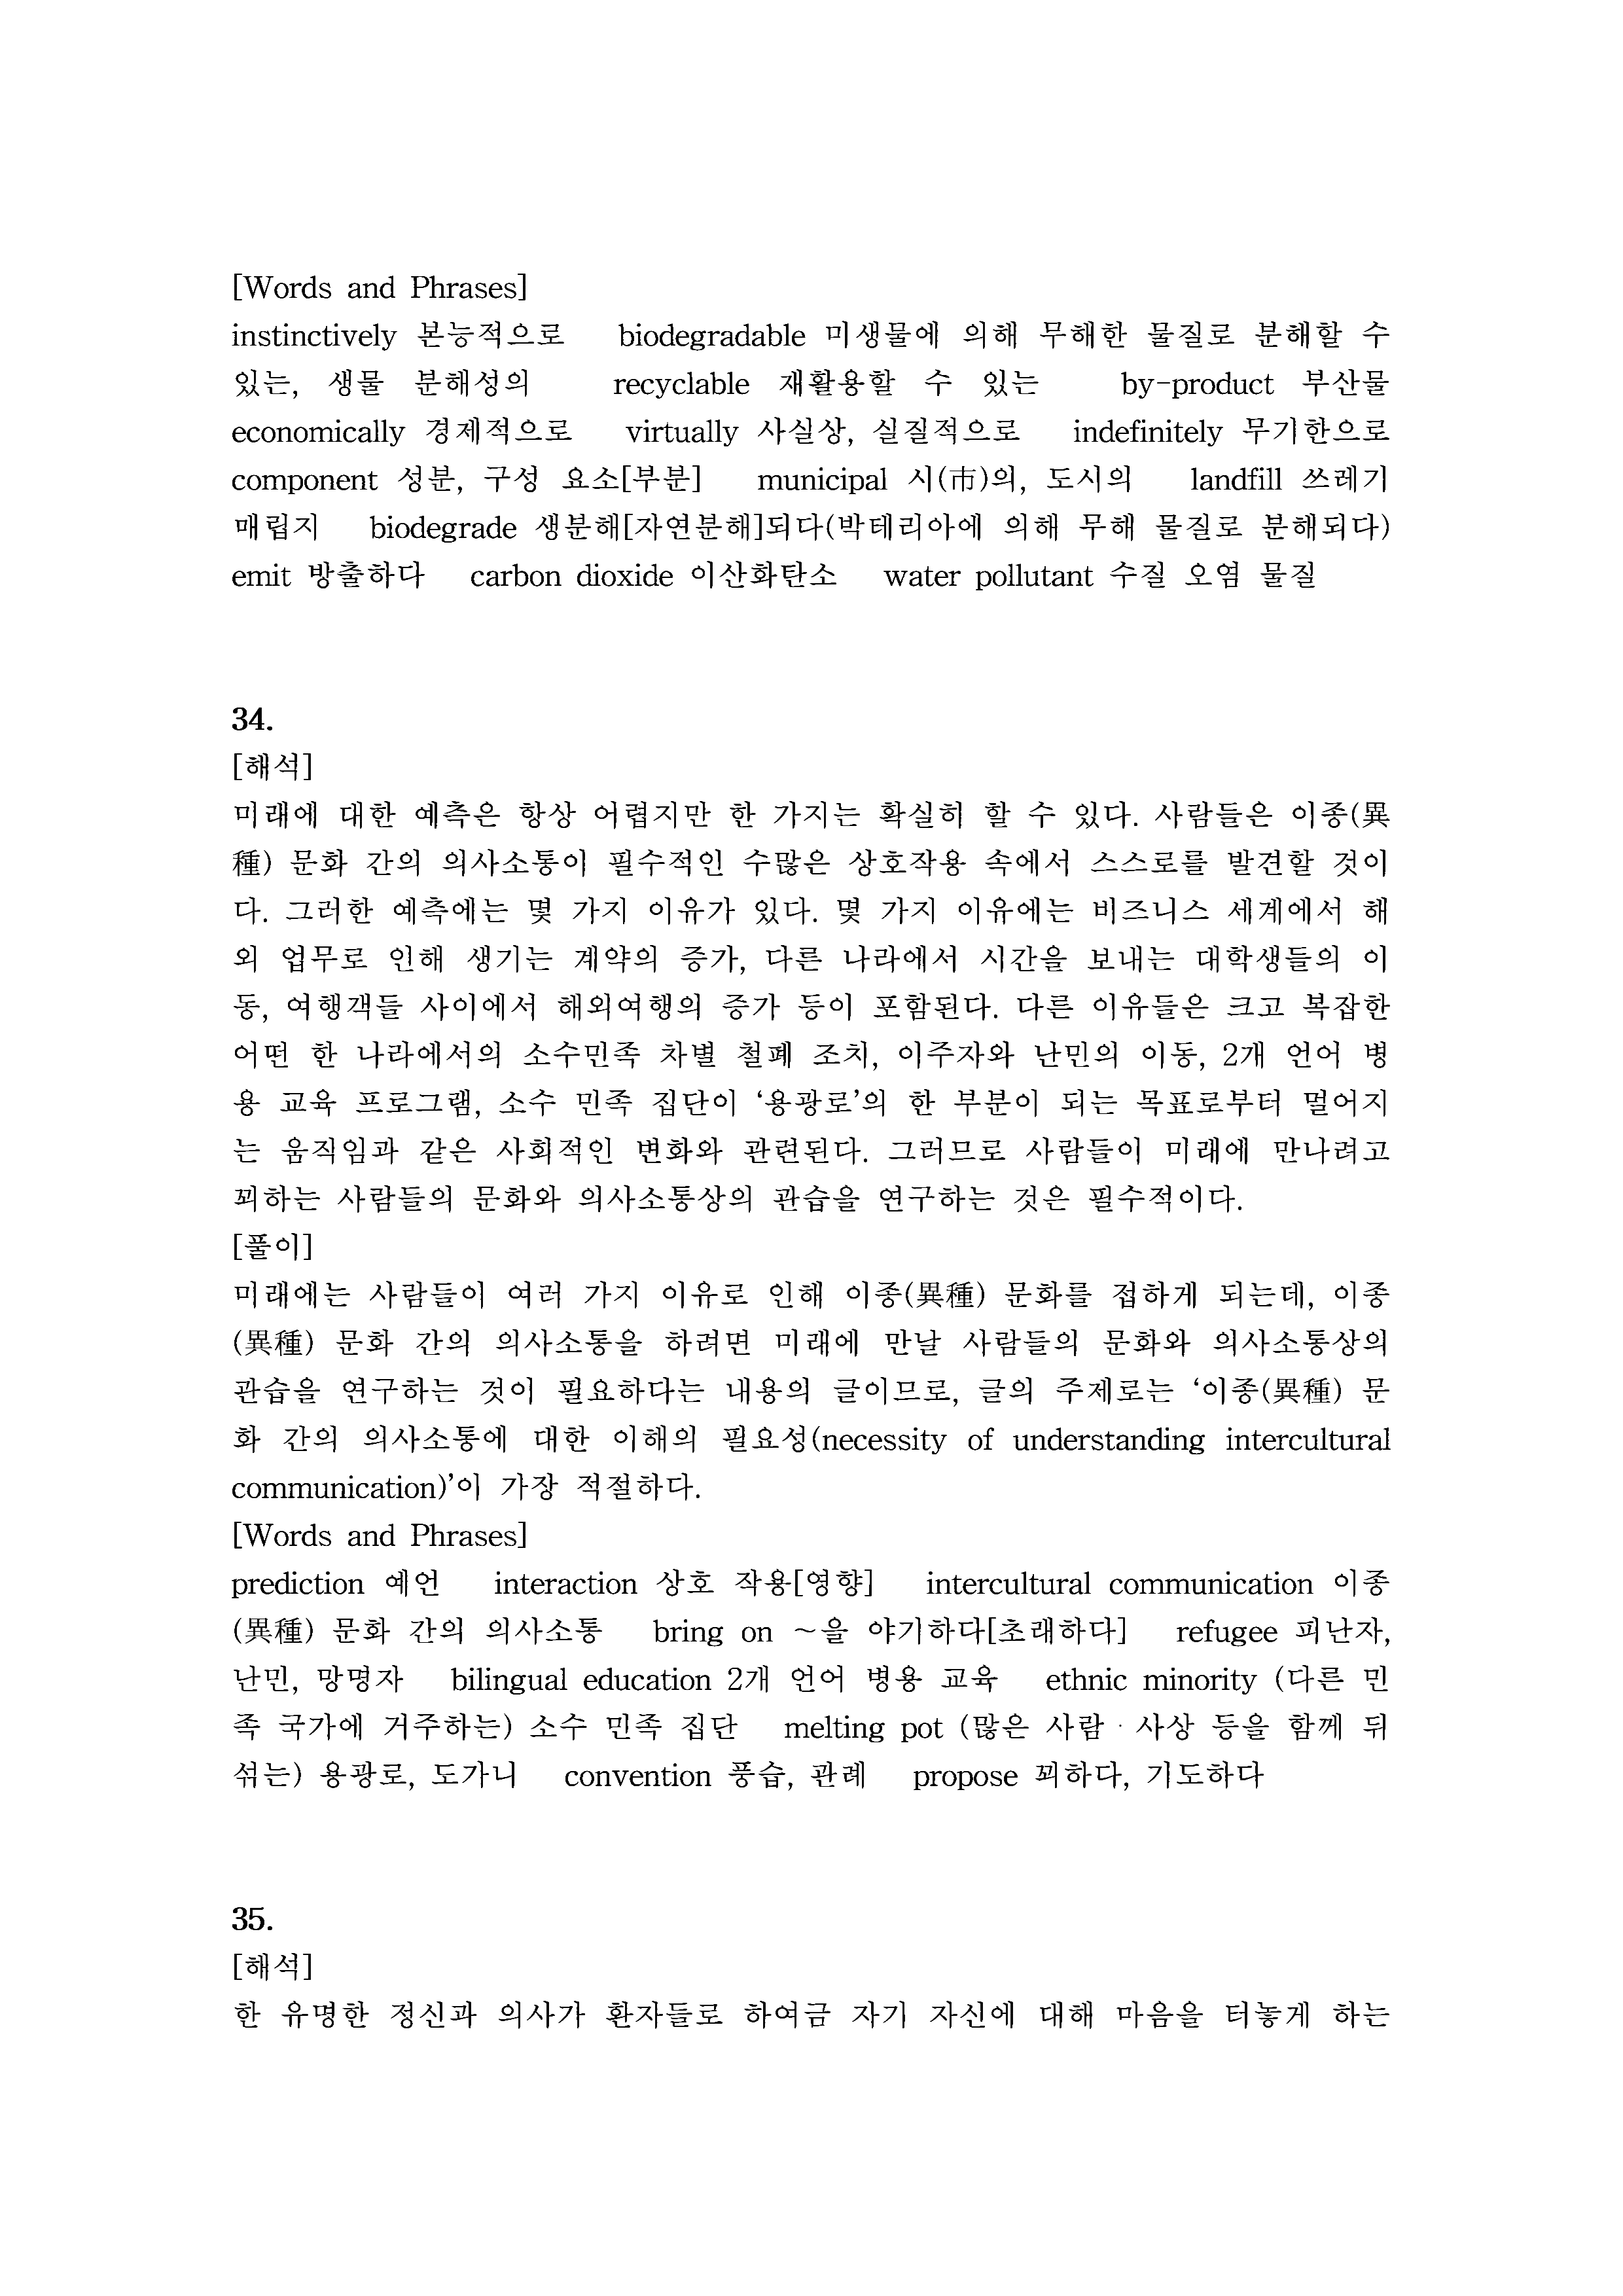 [Words and Phrases]
instinctively 본능적으로 biodegradable 미생물에 의해 무해한 물질로 분해할 수
있는, 생물 분해성의 recyclable 재활용할 수 있는 by-product 부산물
economically 경제적으로 virtually 사실상, 실질적으로 indefinitely 무기한으로
component 성분, 구성 요소[부분] municipal 시(市)의, 도시의 landfill 쓰레기
매립지 biodegrade 생분해[자연분해]되다(박테리아에 의해 무해 물질로 분해되다)
emit 방출하다 carbon dioxide 이산화탄소 water pollutant 수질 오염 물질
34.
[해석]
미래에 대한 예측은 항상 어렵지만 한 가지는 확실히 할 수 있다. 사람들은 이종(異
種) 문화 간의 의사소통이 필수적인 수많은 상호작용 속에서 스스로를 발견할 것이
다. 그러한 예측에는 몇 가지 이유가 있다. 몇 가지 이유에는 비즈니스 세계에서 해
외 업무로 인해 생기는 계약의 증가, 다른 나라에서 시간을 보내는 대학생들의 이
동, 여행객들 사이에서 해외여행의 증가 등이 포함된다. 다른 이유들은 크고 복잡한
어떤 한 나라에서의 소수민족 차별 철폐 조치, 이주자와 난민의 이동, 2개 언어 병
용 교육 프로그램, 소수 민족 집단이 ‘용광로’의 한 부분이 되는 목표로부터 멀어지
는 움직임과 같은 사회적인 변화와 관련된다. 그러므로 사람들이 미래에 만나려고
꾀하는 사람들의 문화와 의사소통상의 관습을 연구하는 것은 필수적이다.
[풀이]
미래에는 사람들이 여러 가지 이유로 인해 이종(異種) 문화를 접하게 되는데, 이종
(異種) 문화 간의 의사소통을 하려면 미래에 만날 사람들의 문화와 의사소통상의
관습을 연구하는 것이 필요하다는 내용의 글이므로, 글의 주제로는 ‘이종(異種) 문
화 간의 의사소통에 대한 이해의 필요성(necessity of understanding intercultural
communication)’이 가장 적절하다.
[Words and Phrases]
prediction 예언 interaction 상호 작용[영향] intercultural communication 이종
(異種) 문화 간의 의사소통 bring on ～을 야기하다[초래하다] refugee 피난자,
난민, 망명자 bilingual education 2개 언어 병용 교육 ethnic minority (다른 민
족 국가에 거주하는) 소수 민족 집단 melting pot (많은 사람·사상 등을 함께 뒤
섞는) 용광로, 도가니 convention 풍습, 관례 propose 꾀하다, 기도하다
35.
[해석]
한 유명한 정신과 의사가 환자들로 하여금 자기 자신에 대해 마음을 터놓게 하는